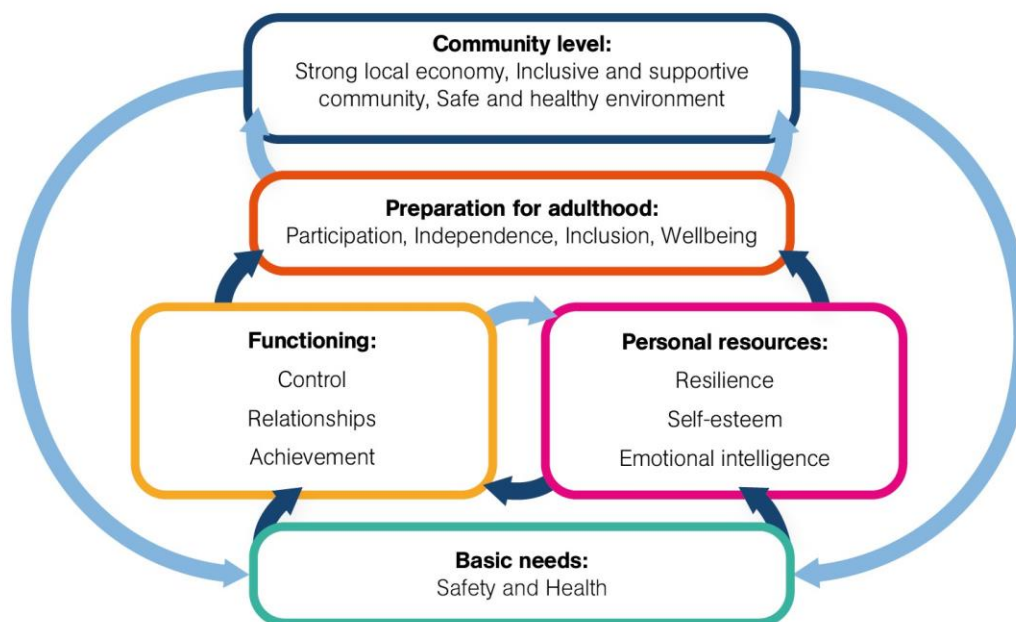 Community level:
Strong local economy, Inclusive and supportive
community, Safe and healthy environment
Preparation for adulthood:
Participation, Independence, Inclusion, Wellbeing
Functioning:
Control
Relationships
Achievement
Personal resources:
Resilience
Self-esteem
Emotional intelligence
Basic needs:
Safety and Health